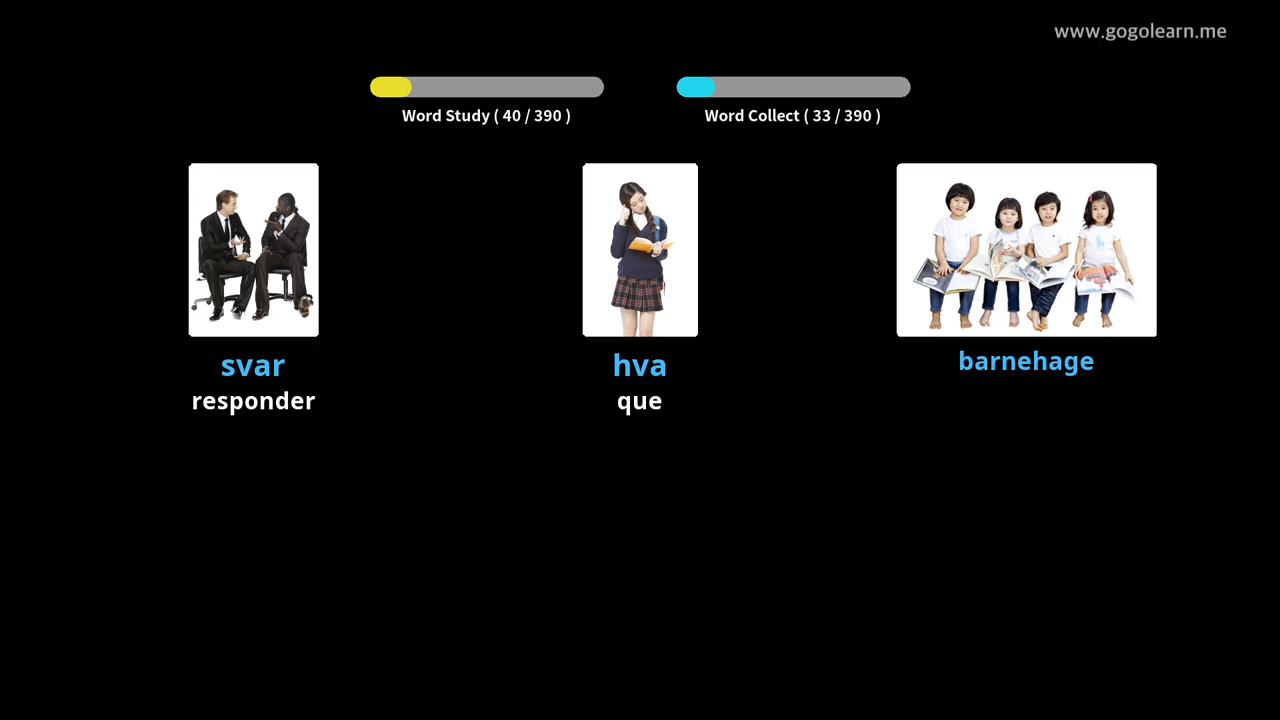 www.gogolearn.me
Word Study ( 40 / 390 )
Word Collect ( 33 / 390 )
svar
responder
hva
que
barnehage